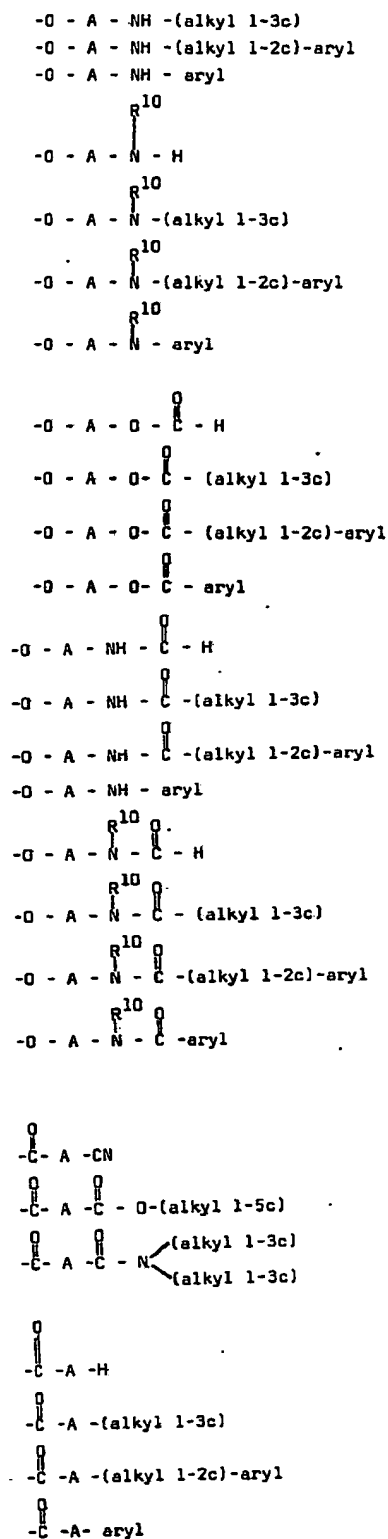 -O - A - NH -(alkyl 1-3c)
-O - A - NH -(alkyl 1-2c)-aryl
-O - A - NH - aryl
R10
-O - A - N - H
R10
-O - A - N -(alkyl 1-3c)
R10
-O - A - N -(alkyl 1-2c)-aryl
R10
-O - A - N - aryl
O
-O - A - O - C - H
O
-O - A - O- C - (alkyl 1-3c)
O
-O - A - O- C - (alkyl 1-2c)-aryl
O
-O - A - O- C - aryl
O
-O - A - NH - C - H
O
-O - A - NH - C -(alkyl 1-3c)
O
-O - A - NH - C -(alkyl 1-2c)-aryl
-O - A - NH - aryl
R10 O
-O - A - N - C - H
R10 O
-O - A - N - C - (alkyl 1-3c)
R10 O
-O - A - N - C -(alkyl 1-2c)-aryl
R10 O
-O - A - N - C -aryl
O
-C- A -CN
O O
-C- A -C - O-(alkyl 1-5c)
O O (alkyl 1-3c)
-C- A -C - N
(alkyl 1-3c)
O
-C -A -H
O
-C -A -(alkyl 1-3c)
O
-C -A -(alkyl 1-2c)-aryl
O
-C -A- aryl